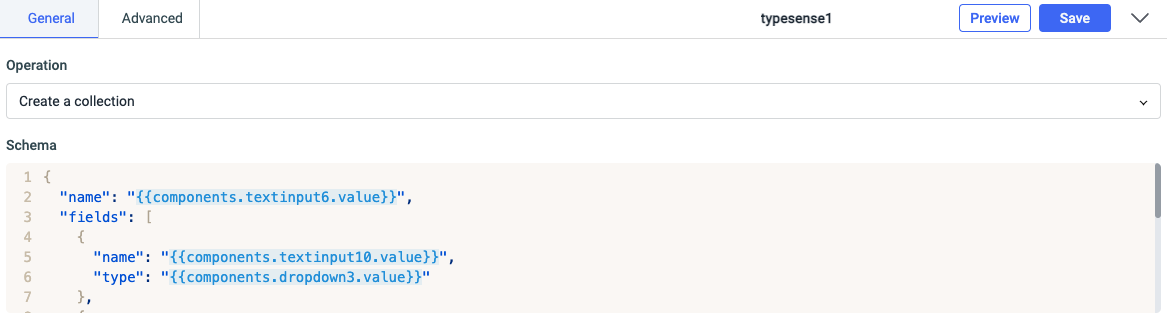 General Advanced typesense1 Preview Save
Operation
Create a collection
Schema
1 {
2 "name": "{{components.textinput6.value}}",
3 "fields": [
4 {
5 "name": "{{components.textinput10.value}}",
6 "type": "{{components.dropdown3.value}}"
7 },